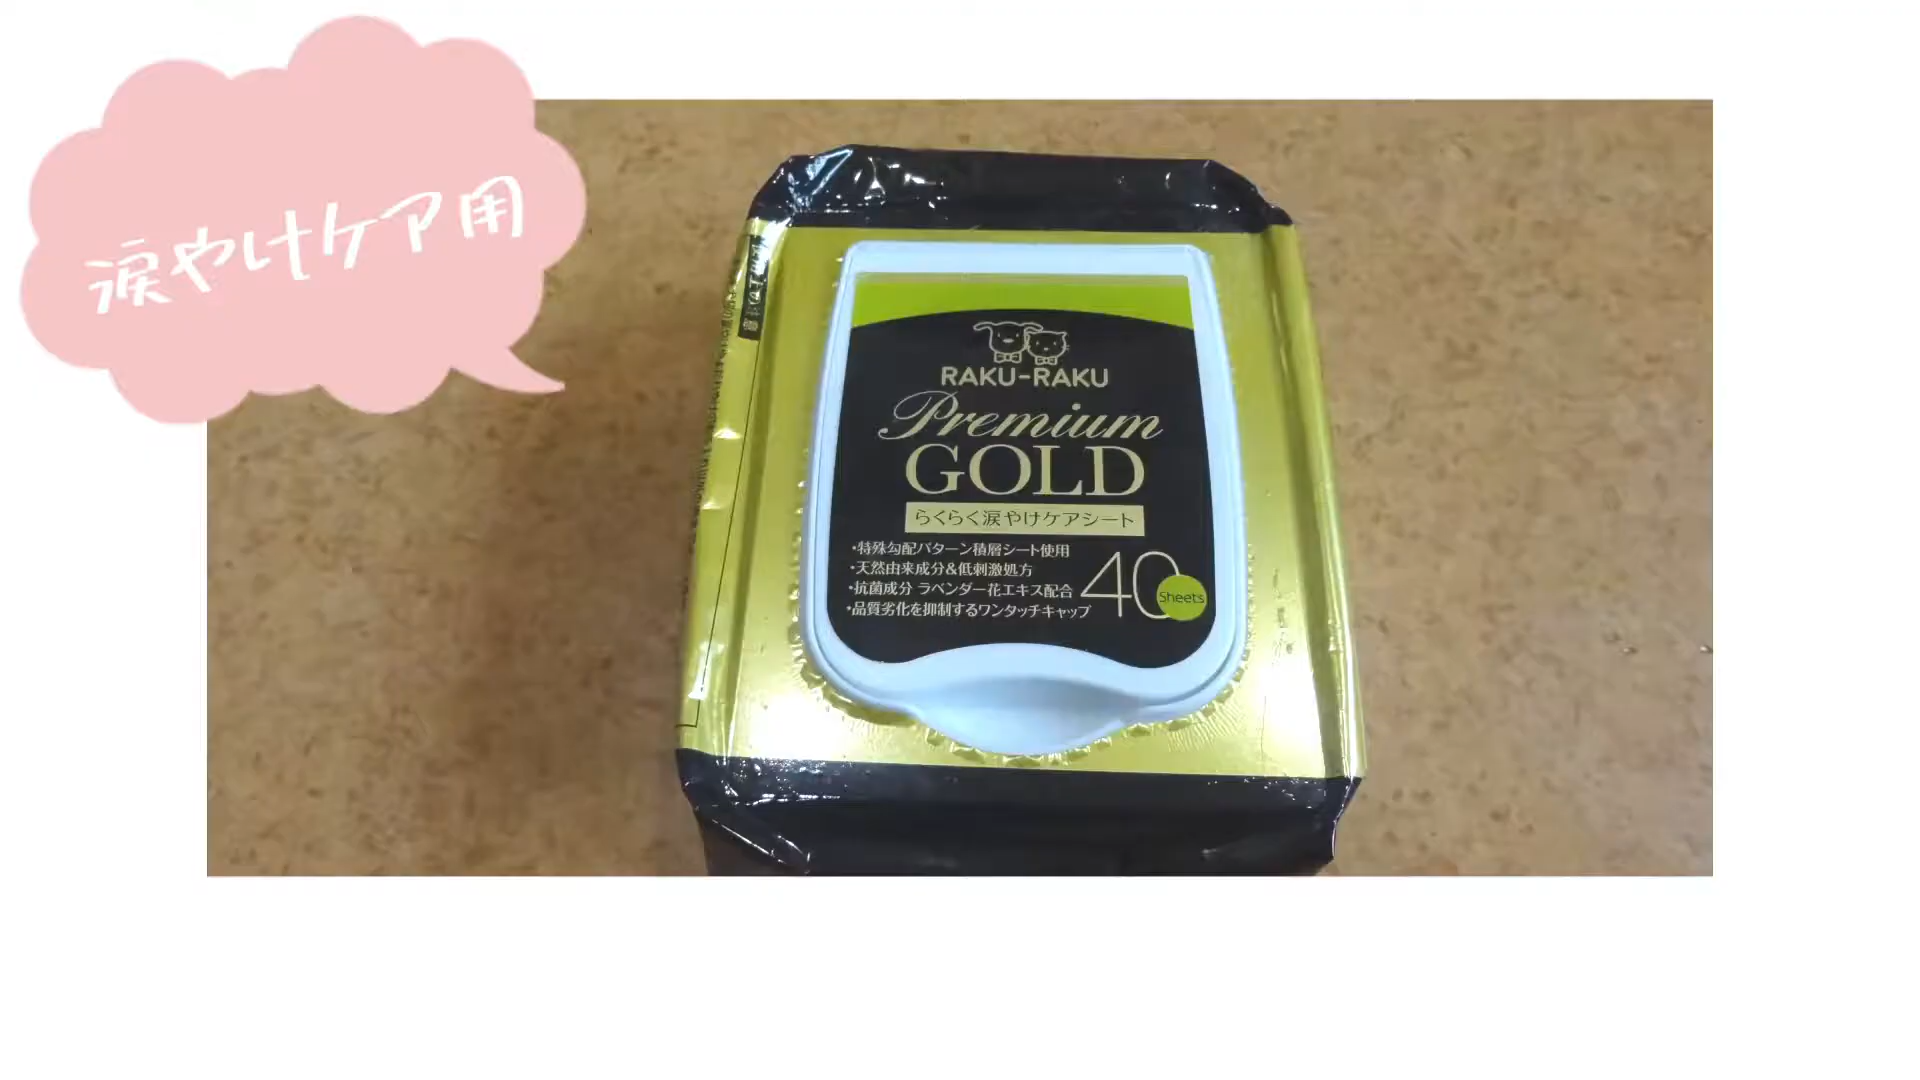 涙やけケア用
RAKU-RAKU
Premium
GOLD
らくらく涙やけケアシート
・特殊勾配パターン積層シート使用
・天然由来成分&低刺激処方
・抗菌成分 ラベンダー花エキス配合
・品質劣化を抑制するワンタッチキャップ
40
Sheets